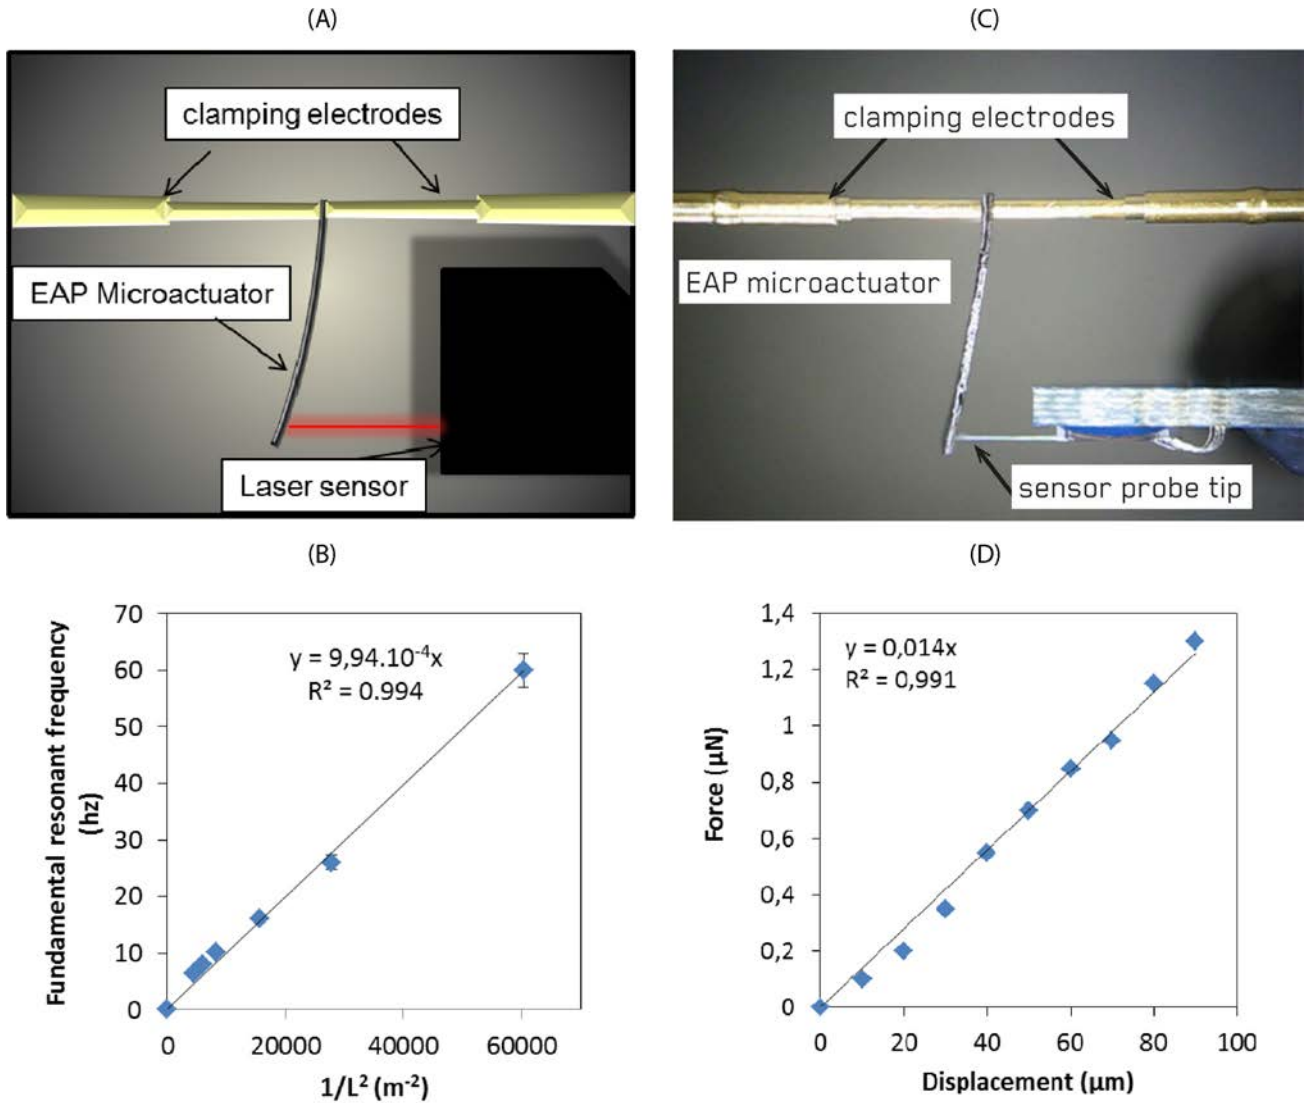 (A)
clamping electrodes
EAP Microactuator
Laser sensor
(C)
clamping electrodes
EAP microactuator
sensor probe tip
(B)
70
60
50
40
30
20
10
0
y = 9,94.10⁻⁴x
R² = 0.994
Fundamental resonant frequency
(hz)
0 20000 40000 60000
1/L² (m⁻²)
(D)
1,4
1,2
1
0,8
0,6
0,4
0,2
0
y = 0,014x
R² = 0,991
Force (μN)
0 20 40 60 80 100
Displacement (μm)